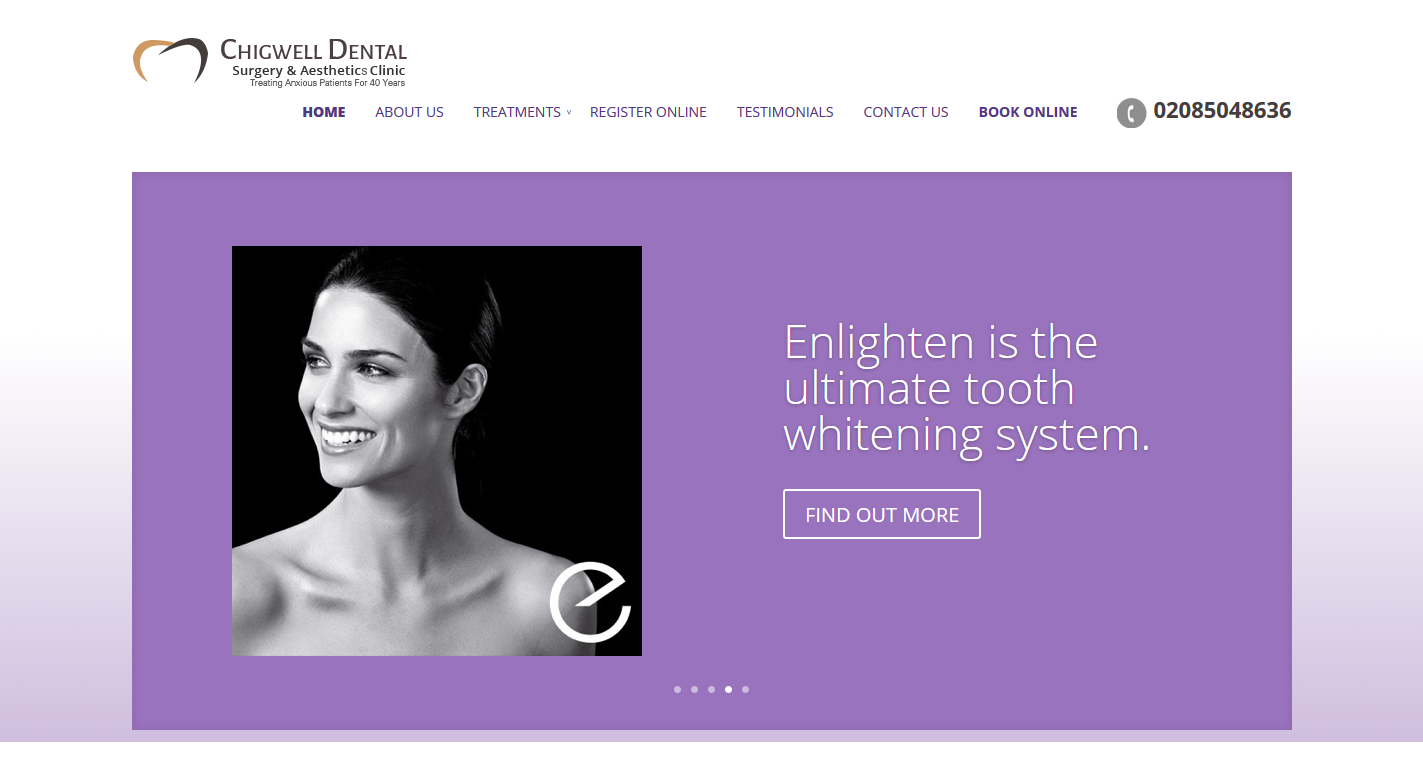 CHIGWELL DENTAL
Surgery & Aesthetics Clinic
Treating Anxious Patients For 40 Years
HOME ABOUT US TREATMENTS REGISTER ONLINE TESTIMONIALS CONTACT US BOOK ONLINE 02085048636
Enlighten is the
ultimate tooth
whitening system.
FIND OUT MORE
e